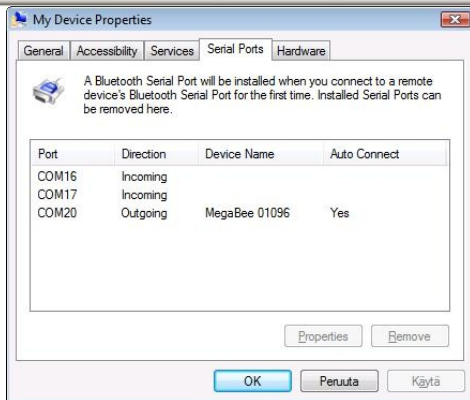 My Device Properties
General Accessibility Services Serial Ports Hardware
A Bluetooth Serial Port will be installed when you connect to a remote
device's Bluetooth Serial Port for the first time. Installed Serial Ports can
be removed here.
Port Direction Device Name Auto Connect
COM16 Incoming
COM17 Incoming
COM20 Outgoing MegaBee 01096 Yes
Properties Remove
OK Peruuta Käytä